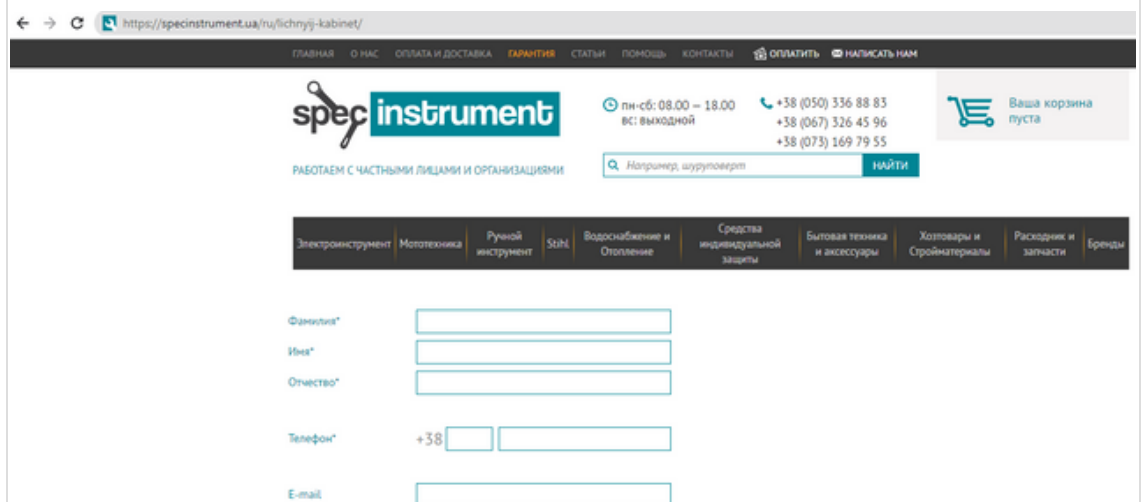 https://specinstrument.ua/ru/lichnyij-kabinet/
ГЛАВНАЯ О НАС ОПЛАТА И ДОСТАВКА ГАРАНТИЯ СТАТЬИ ПОМОЩЬ КОНТАКТЫ ОПЛАТИТЬ НАПИСАТЬ НАМ
spec instrument
РАБОТАЕМ С ЧАСТНЫМИ ЛИЦАМИ И ОРГАНИЗАЦИЯМИ
пн-сб: 08.00 – 18.00
вс: выходной
+38 (050) 336 88 83
+38 (067) 326 45 96
+38 (073) 169 79 55
Например, шуруповерт НАЙТИ
Ваша корзина
пуста
Электроинструмент
Мототехника
Ручной
инструмент
Stihl
Водоснабжение и
Отопление
Средства
индивидуальной
защиты
Бытовая техника
и аксессуары
Хозтовары и
Стройматериалы
Расходник и
запчасти
Бренды
Фамилия*
Имя*
Отчество*
Телефон* +38
E-mail